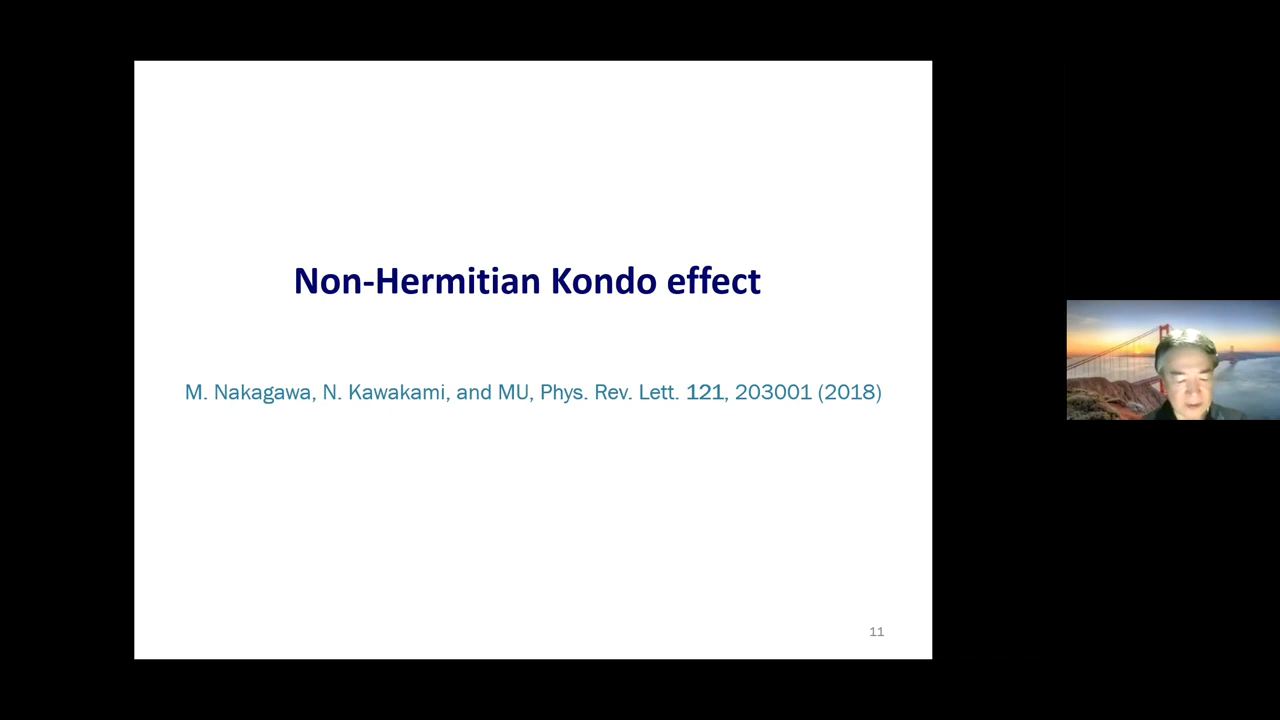 Non-Hermitian Kondo effect
M. Nakagawa, N. Kawakami, and MU, Phys. Rev. Lett. 121, 203001 (2018)
11